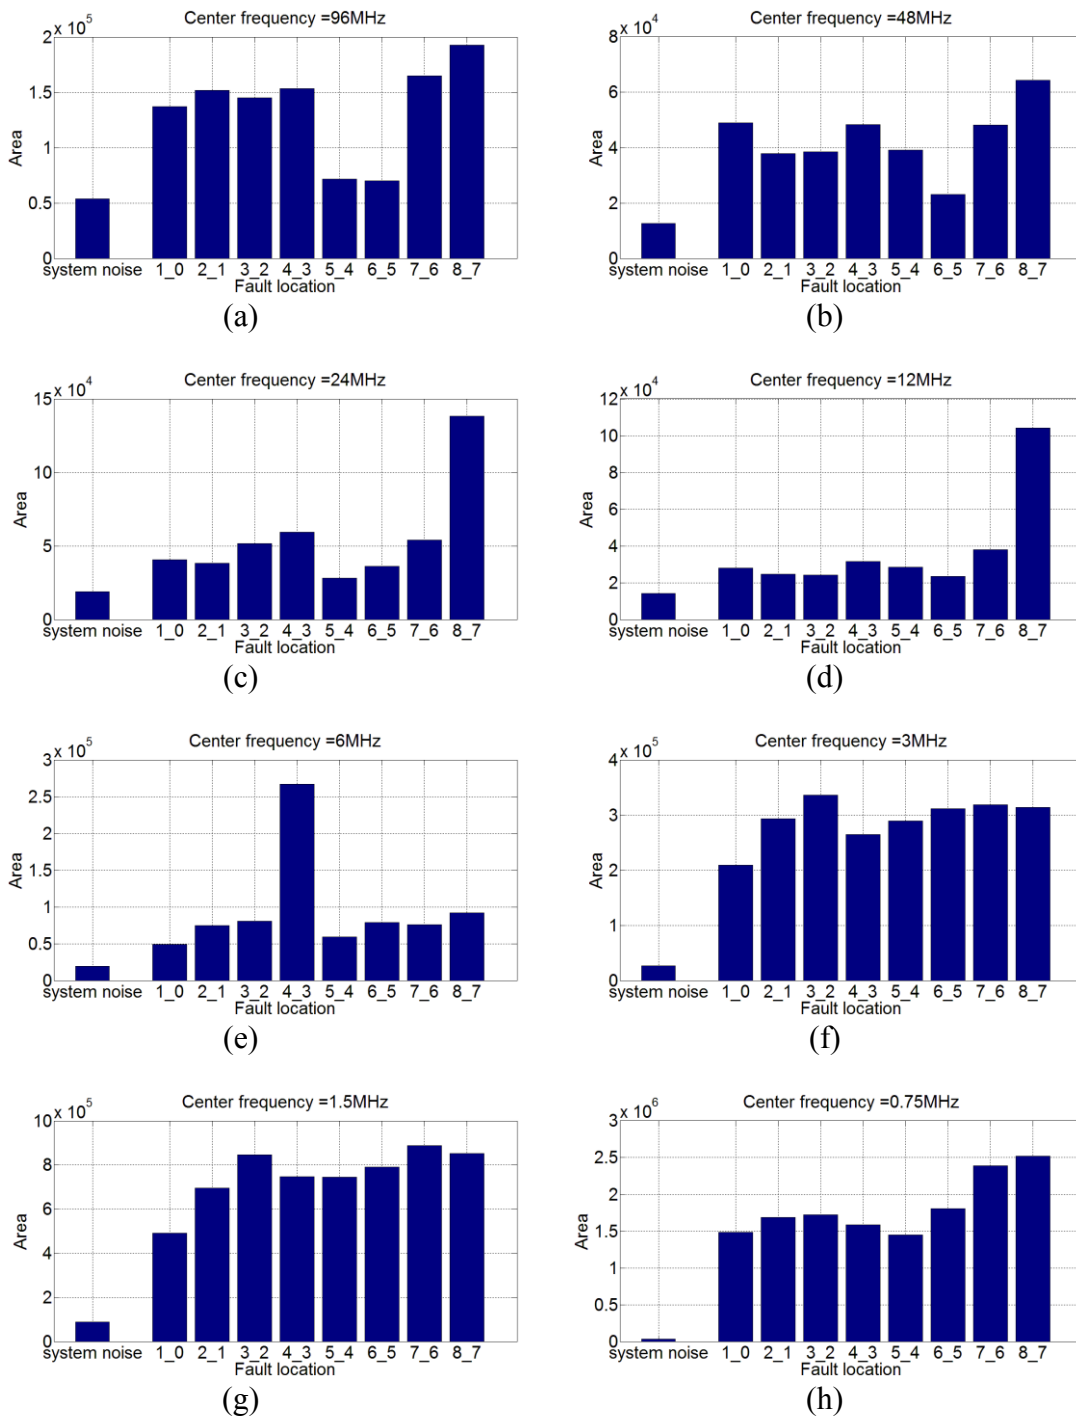 Center frequency =96MHz
x 10^5
2
1.5
1
0.5
0
Area
system noise 1_0 2_1 3_2 4_3 5_4 6_5 7_6 8_7
Fault location
(a)
Center frequency =48MHz
x 10^4
8
6
4
2
0
Area
system noise 1_0 2_1 3_2 4_3 5_4 6_5 7_6 8_7
Fault location
(b)
Center frequency =24MHz
x 10^4
15
10
5
0
Area
system noise 1_0 2_1 3_2 4_3 5_4 6_5 7_6 8_7
Fault location
(c)
Center frequency =12MHz
x 10^4
12
10
8
6
4
2
0
Area
system noise 1_0 2_1 3_2 4_3 5_4 6_5 7_6 8_7
Fault location
(d)
Center frequency =6MHz
x 10^5
3
2.5
2
1.5
1
0.5
0
Area
system noise 1_0 2_1 3_2 4_3 5_4 6_5 7_6 8_7
Fault location
(e)
Center frequency =3MHz
x 10^5
4
3
2
1
0
Area
system noise 1_0 2_1 3_2 4_3 5_4 6_5 7_6 8_7
Fault location
(f)
Center frequency =1.5MHz
x 10^5
10
8
6
4
2
0
Area
system noise 1_0 2_1 3_2 4_3 5_4 6_5 7_6 8_7
Fault location
(g)
Center frequency =0.75MHz
x 10^6
3
2.5
2
1.5
1
0.5
0
Area
system noise 1_0 2_1 3_2 4_3 5_4 6_5 7_6 8_7
Fault location
(h)